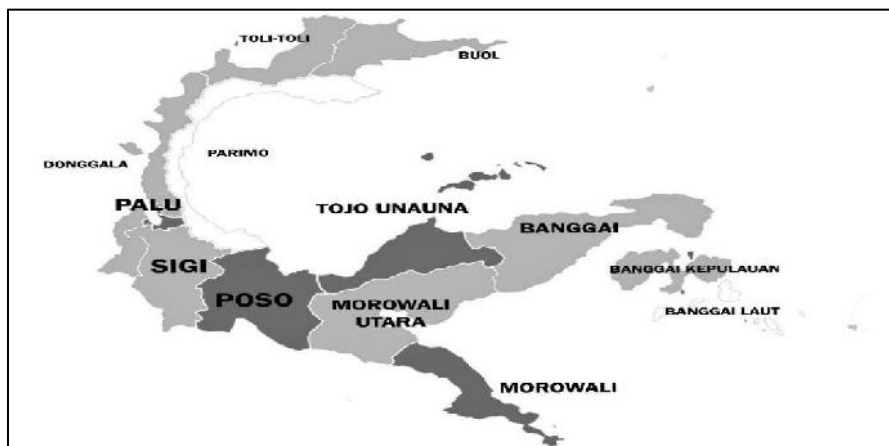 TOLI-TOLI
BUOL
DONGGALA
PARIMO
PALU
TOJO UNAUNA
BANGGAI
SIGI
BANGGAI KEPULAUAN
POSO
MOROWALI
UTARA
BANGGAI LAUT
MOROWALI